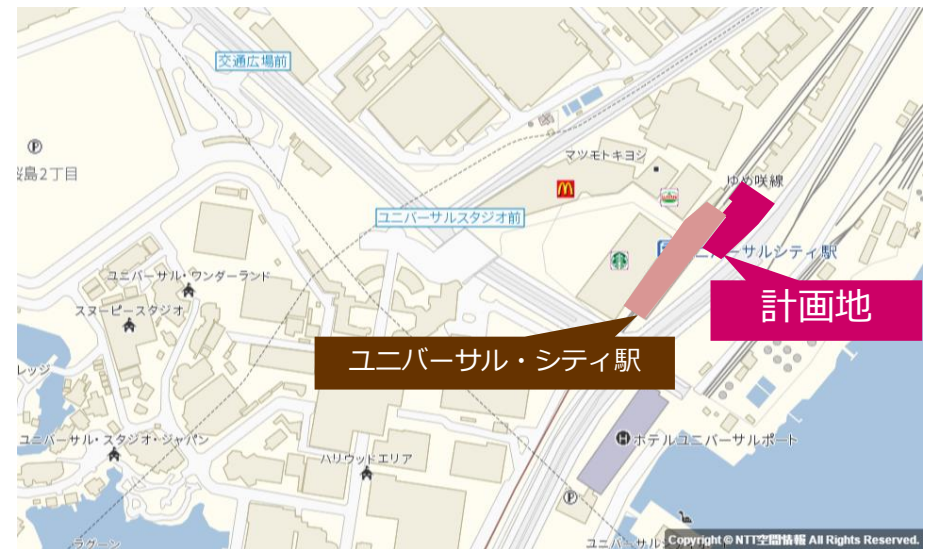 交通広場前
マツモトキヨシ
島2丁目
ゆめ咲線
ユニバーサルスタジオ前
ーサルシティ駅
ユニバーサル・ワンダーランド
計画地
スヌーピースタジオ
ユニバーサル・シティ駅
レッジ
ユニバーサル・スタジオ・ジャパン
ホテルユニバーサルポート
ハリウッドエリア
ラグーン
Copyright © NTT空間情報 All Rights Reserved.